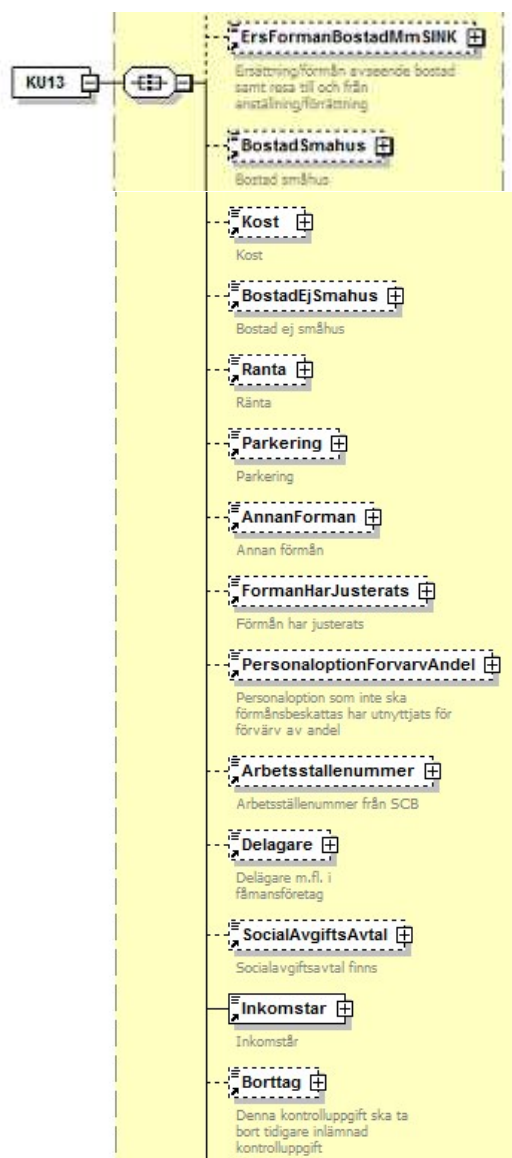 ErsFormanBostadMmSINK
Ersättning/förmån avseende bostad
samt resa till och från
anställning/förrättning
KU13
BostadSmahus
Bostad småhus
Kost
Kost
BostadEjSmahus
Bostad ej småhus
Ranta
Ränta
Parkering
Parkering
AnnanForman
Annan förmån
FormanHarJusterats
Förmån har justerats
PersonaloptionForvarvAndel
Personaloption som inte ska
förmånsbeskattas har utnyttjats för
förvärv av andel
Arbetsstallenummer
Arbetsställenummer från SCB
Delagare
Delägare m.fl. i
fåmansföretag
SocialAvgiftsAvtal
Socialavgiftsavtal finns
Inkomstar
Inkomstår
Borttag
Denna kontrolluppgift ska ta
bort tidigare inlämnad
kontrolluppgift